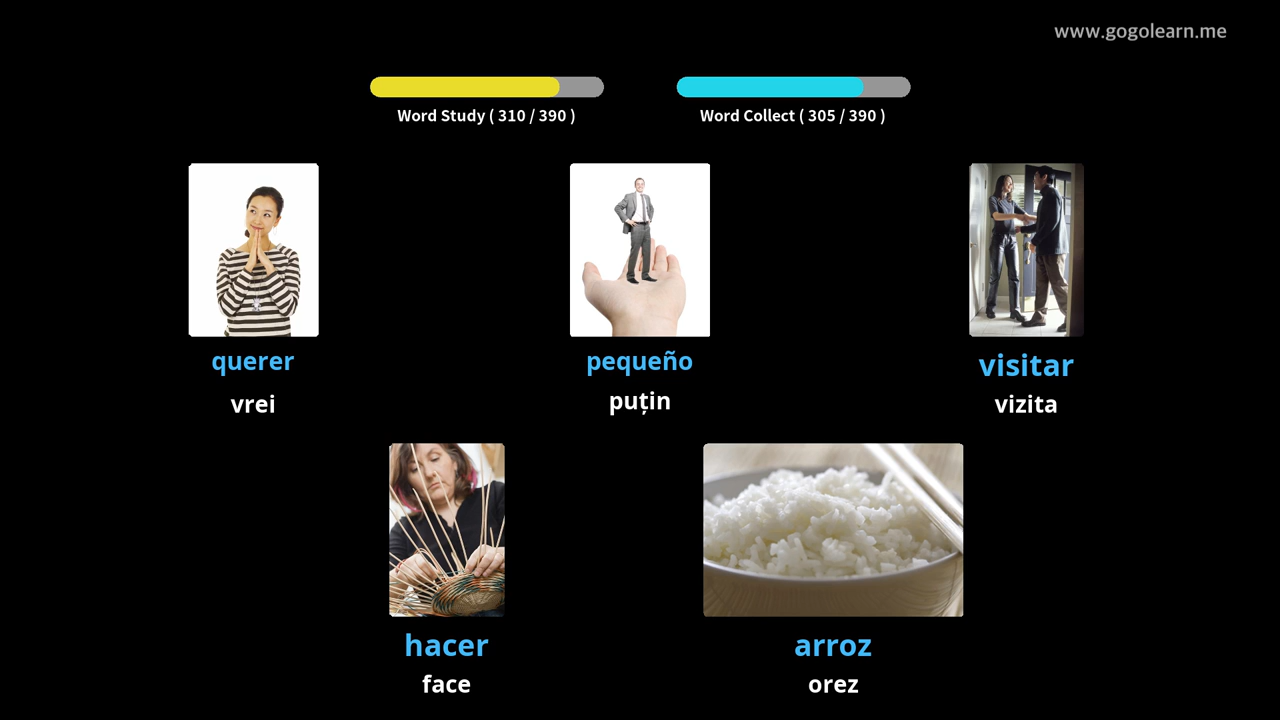 www.gogolearn.me
Word Study ( 310 / 390 )
Word Collect ( 305 / 390 )
querer
vrei
pequeño
puțin
visitar
vizita
hacer
face
arroz
orez